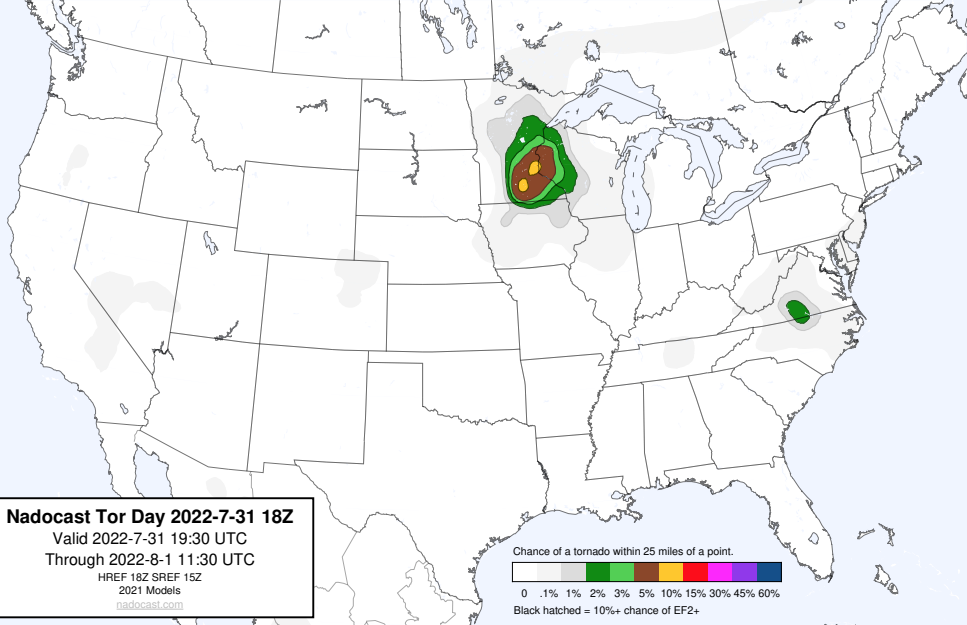 Nadocast Tor Day 2022-7-31 18Z
Valid 2022-7-31 19:30 UTC
Through 2022-8-1 11:30 UTC
HREF 18Z SREF 15Z
2021 Models
nadocast.com
Chance of a tornado within 25 miles of a point.
0 .1% 1% 2% 3% 5% 10% 15% 30% 45% 60%
Black hatched = 10%+ chance of EF2+